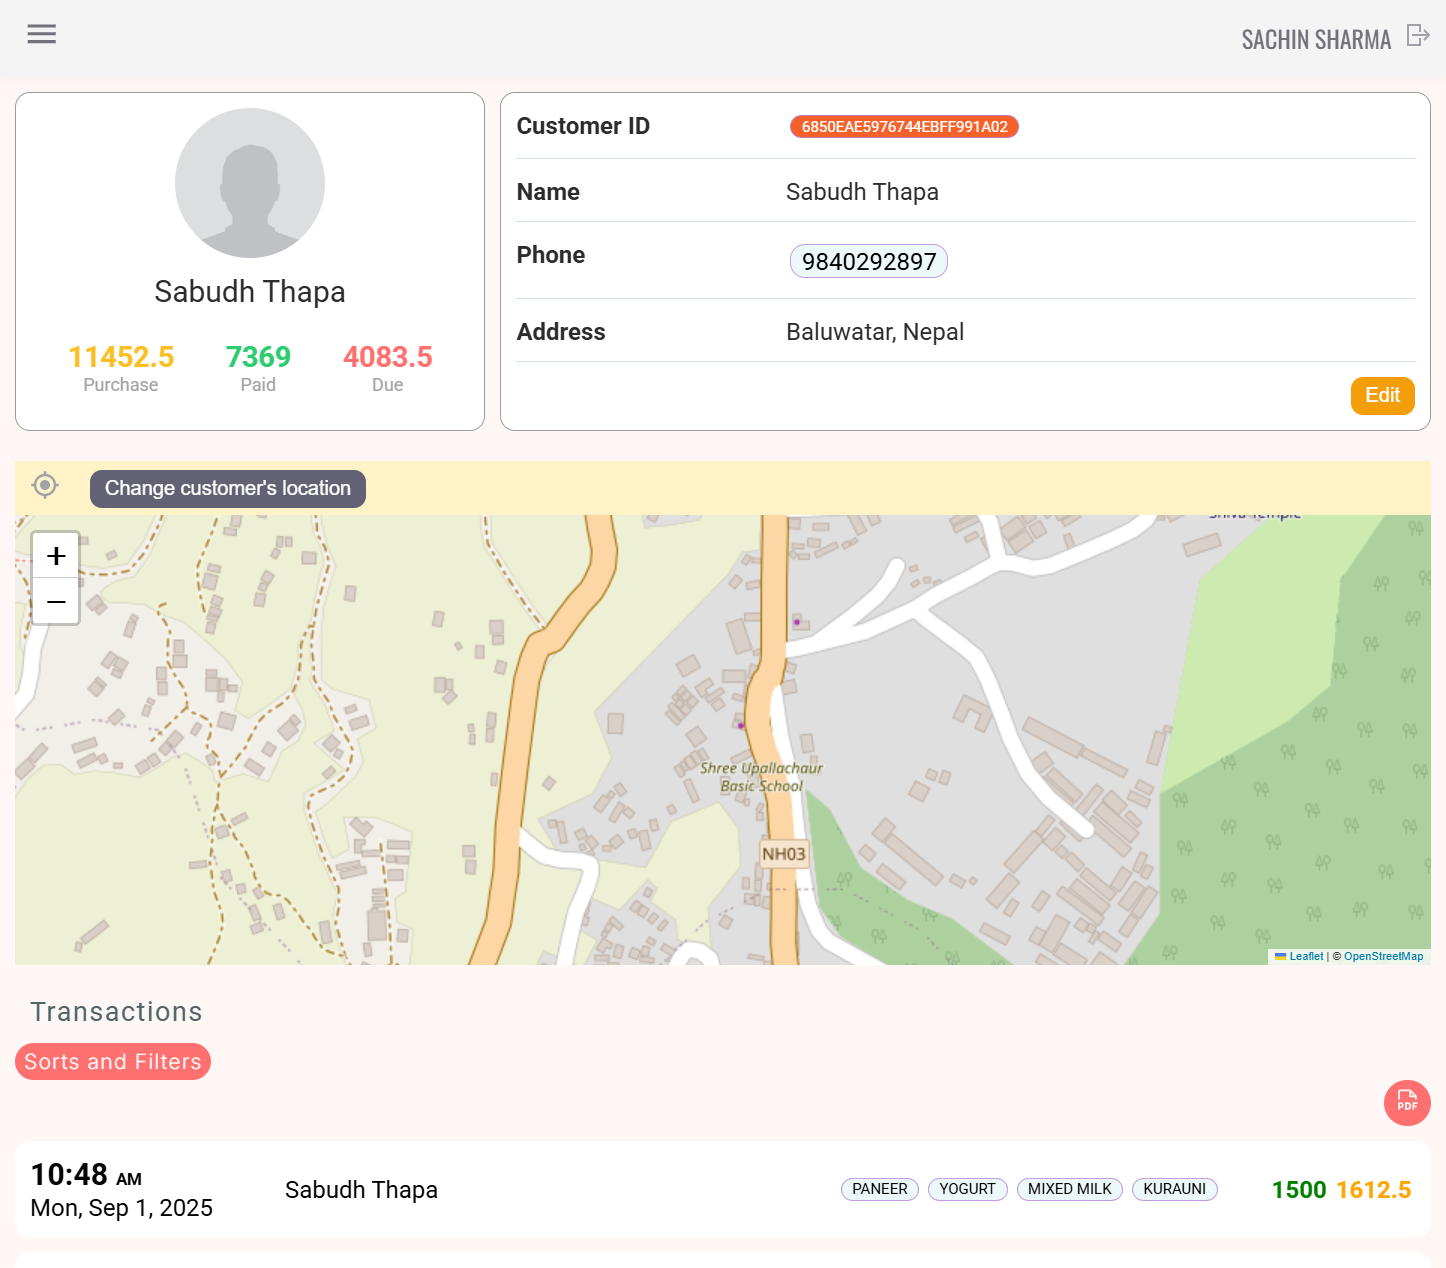 SACHIN SHARMA
Sabudh Thapa
11452.5 7369 4083.5
Purchase Paid Due
Customer ID 6850EAE5976744EBFF991A02
Name Sabudh Thapa
Phone 9840292897
Address Baluwatar, Nepal
Edit
Change customer's location
+
−
Shiva Temple
Shree Upallachaur
Basic School
NH03
Leaflet | © OpenStreetMap
Transactions
Sorts and Filters
PDF
10:48 AM
Mon, Sep 1, 2025
Sabudh Thapa
PANEER YOGURT MIXED MILK KURAUNI
1500 1612.5